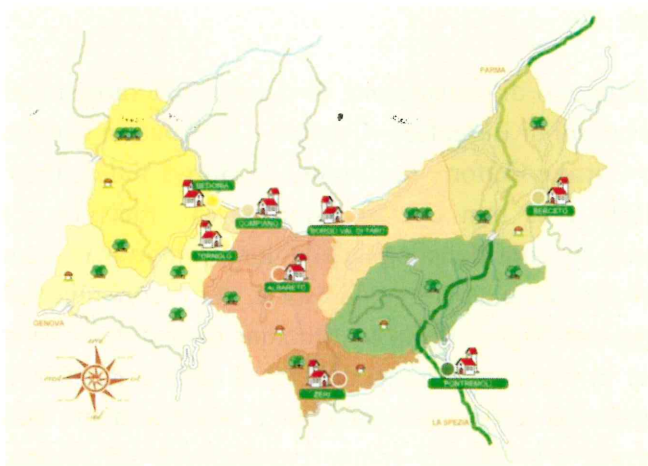 PARMA
BEDONIA
COMPIANO
BORGO VAL DI TARO
BERCETO
TORNOLO
ALBARETO
GENOVA
ZERI
PONTREMOLI
LA SPEZIA